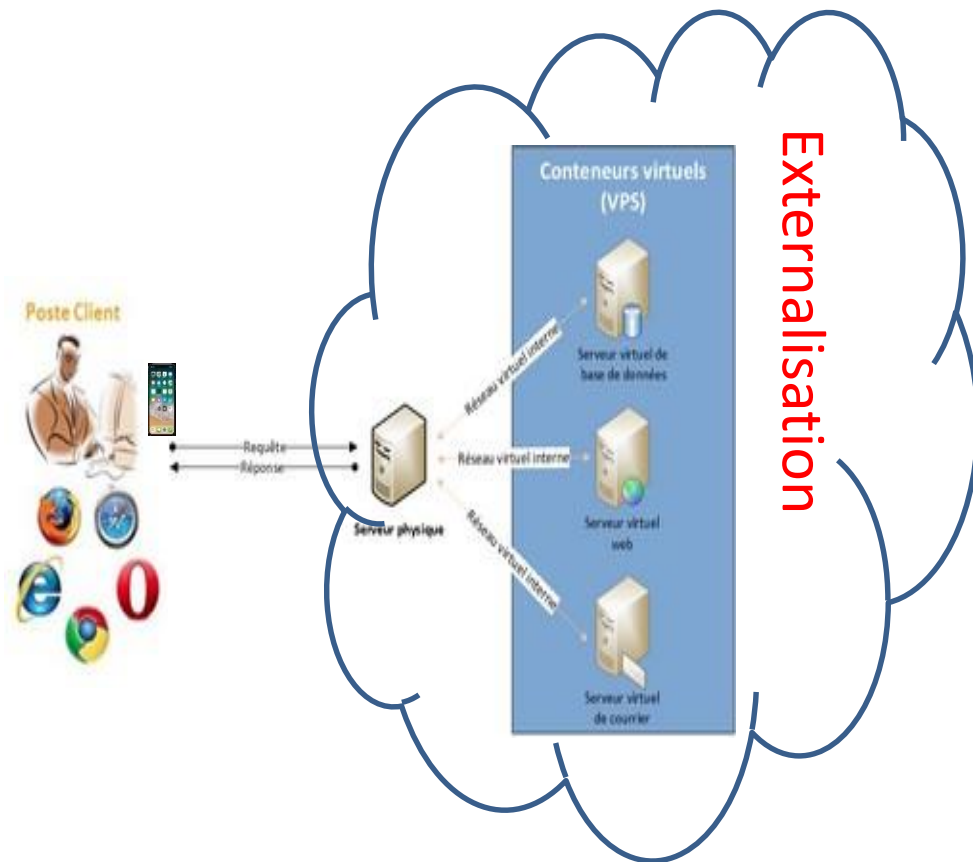 Externalisation
Conteneurs virtuels
(VPS)
Poste Client
Réseau virtuel interne
Serveur virtuel de
base de données
Requête
Réponse
Réseau virtuel interne
Serveur physique
Serveur virtuel
web
Réseau virtuel interne
Serveur virtuel
de courrier